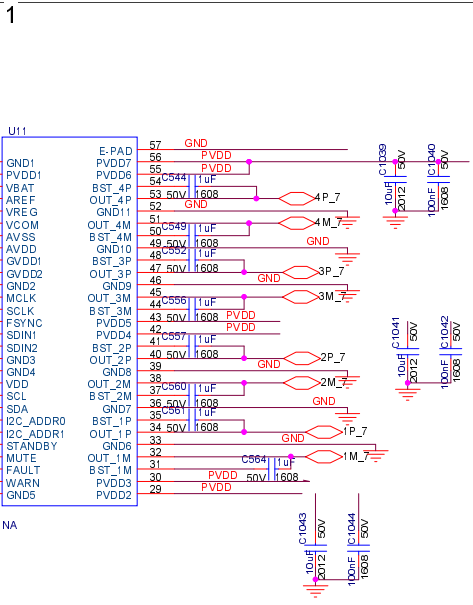 1
U11
E-PAD 57 GND
GND1 PVDD7 56 PVDD
PVDD1 PVDD6 55 PVDD
VBAT BST_4P 54 C544 1uF
AREF OUT_4P 53 50V 1608 4P_7
VREG GND11 52 GND
VCOM OUT_4M 51 4M_7
AVSS BST_4M 50 C549 1uF
AVDD GND10 49 50V 1608 GND
GVDD1 BST_3P 48 C552 1uF
GVDD2 OUT_3P 47 50V 1608 3P_7
GND2 GND9 46 GND
MCLK OUT_3M 45 3M_7
SCLK BST_3M 44 C556 1uF
FSYNC PVDD5 43 50V 1608 PVDD
SDIN1 PVDD4 42 PVDD
SDIN2 BST_2P 41 C557 1uF
GND3 OUT_2P 40 50V 1608 2P_7
GND4 GND8 39 GND
VDD OUT_2M 38 2M_7
SCL BST_2M 37 C560 1uF
SDA GND7 36 50V 1608 GND
I2C_ADDR0 BST_1P 35 C561 1uF
I2C_ADDR1 OUT_1P 34 50V 1608 1P_7
STANDBY GND6 33 GND
MUTE OUT_1M 32 1M_7
FAULT BST_1M 31 C564 1uF
WARN PVDD3 30 PVDD 50V 1608
GND5 PVDD2 29 PVDD
NA
C1039 50V
10uF 2012
C1040 50V
100nF 1608
C1041 50V
10uF 2012
C1042 50V
100nF 1608
C1043 50V
10uF 2012
C1044 50V
100nF 1608